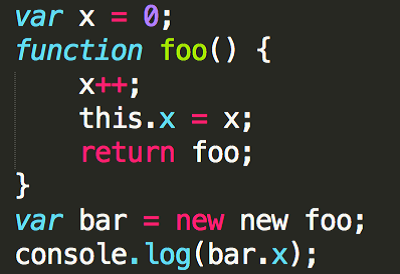 var x = 0;
function foo() {
    x++;
    this.x = x;
    return foo;
}
var bar = new new foo;
console.log(bar.x);